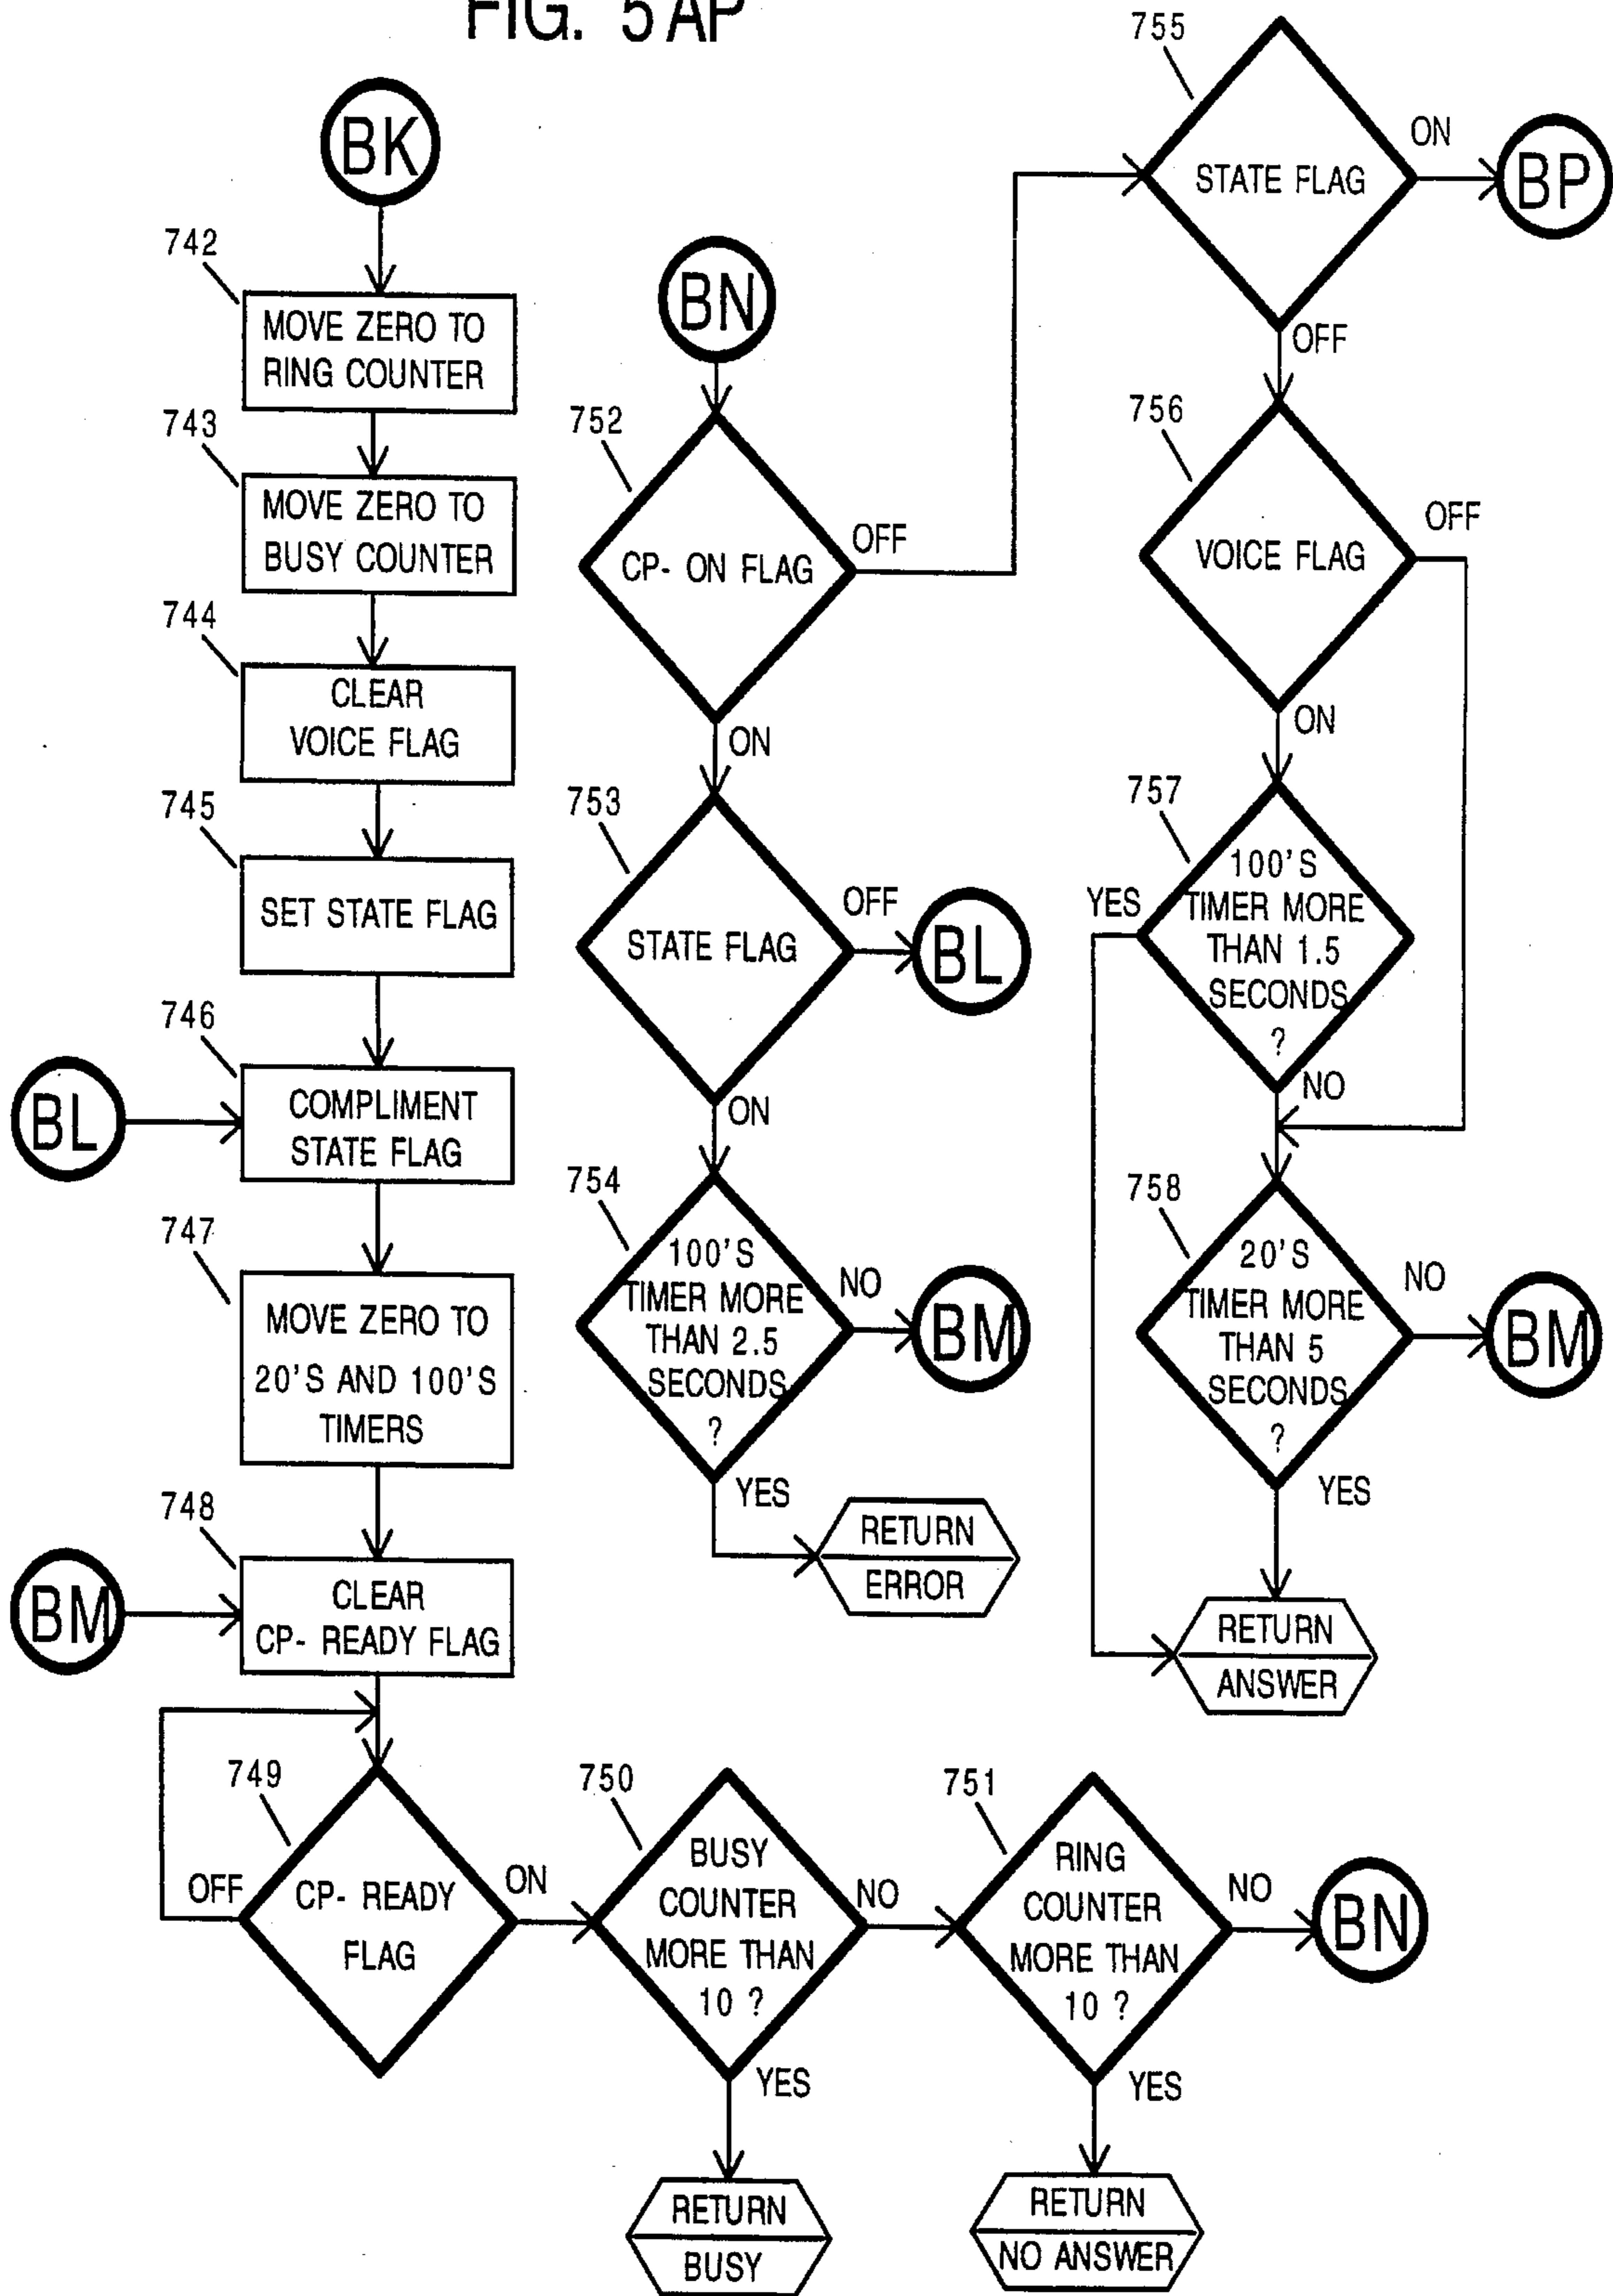 FIG. 5AP
BK
742
MOVE ZERO TO
RING COUNTER
743
MOVE ZERO TO
BUSY COUNTER
744
CLEAR
VOICE FLAG
745
SET STATE FLAG
746
BL
COMPLIMENT
STATE FLAG
747
MOVE ZERO TO
20'S AND 100'S
TIMERS
748
BM
CLEAR
CP- READY FLAG
749
OFF
CP- READY
FLAG
ON
750
BUSY
COUNTER
MORE THAN
10 ?
NO
YES
RETURN
BUSY
751
RING
COUNTER
MORE THAN
10 ?
NO
BN
YES
RETURN
NO ANSWER
BN
752
CP- ON FLAG
OFF
ON
753
STATE FLAG
OFF
BL
ON
754
100'S
TIMER MORE
THAN 2.5
SECONDS
?
NO
BM
YES
RETURN
ERROR
755
STATE FLAG
ON
BP
OFF
756
VOICE FLAG
OFF
ON
757
YES
100'S
TIMER MORE
THAN 1.5
SECONDS
?
NO
758
20'S
TIMER MORE
THAN 5
SECONDS
?
NO
BM
YES
RETURN
ANSWER